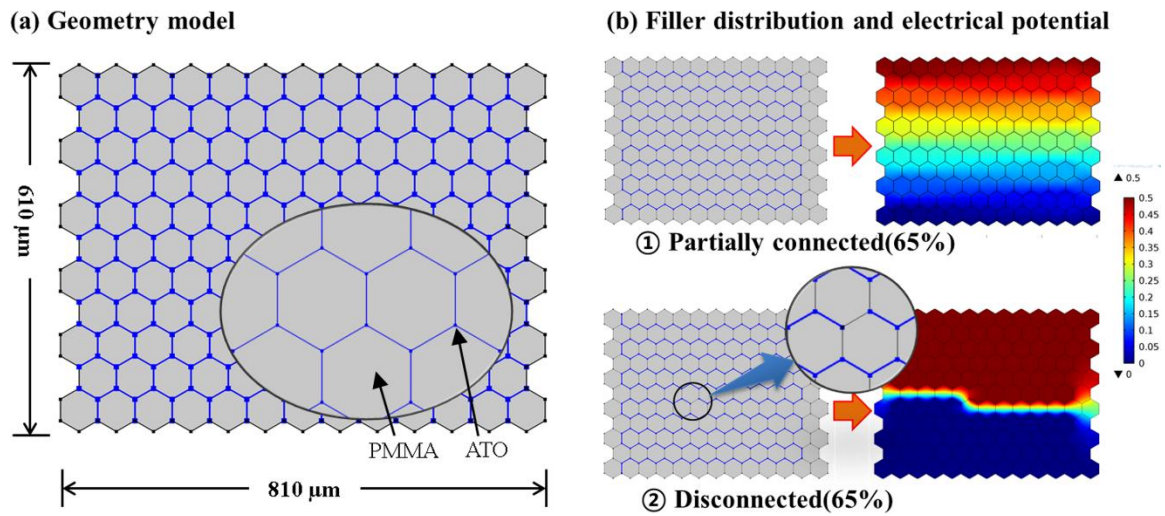 (a) Geometry model
610 μm
PMMA
ATO
810 μm
(b) Filler distribution and electrical potential
① Partially connected(65%)
▲ 0.5
0.5
0.45
0.4
0.35
0.3
0.25
0.2
0.15
0.1
0.05
0
▼ 0
② Disconnected(65%)